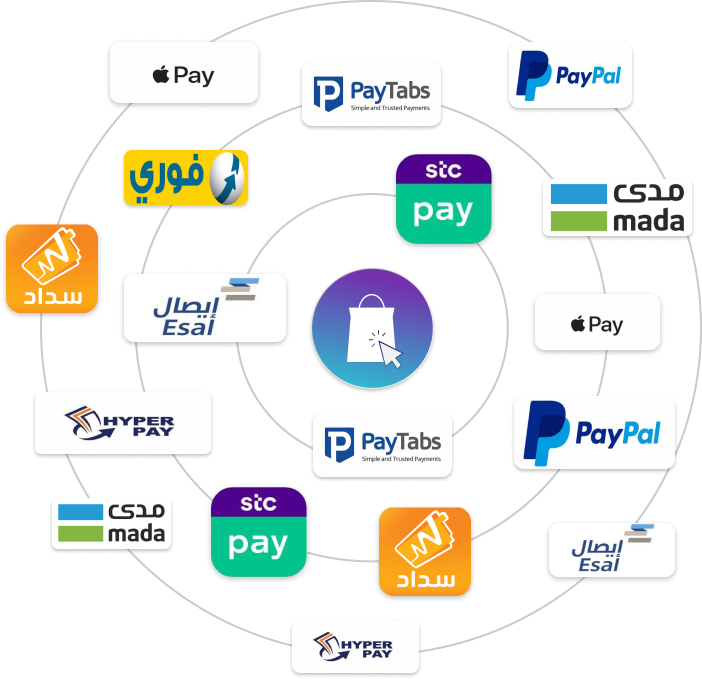 Pay
PayTabs
Simple and Trusted Payments
PayPal
فوري
stc
pay
مدى
mada
سداد
إيصال
Esal
Pay
HYPER
PAY
PayTabs
Simple and Trusted Payments
PayPal
مدى
mada
stc
pay
سداد
إيصال
Esal
HYPER
PAY